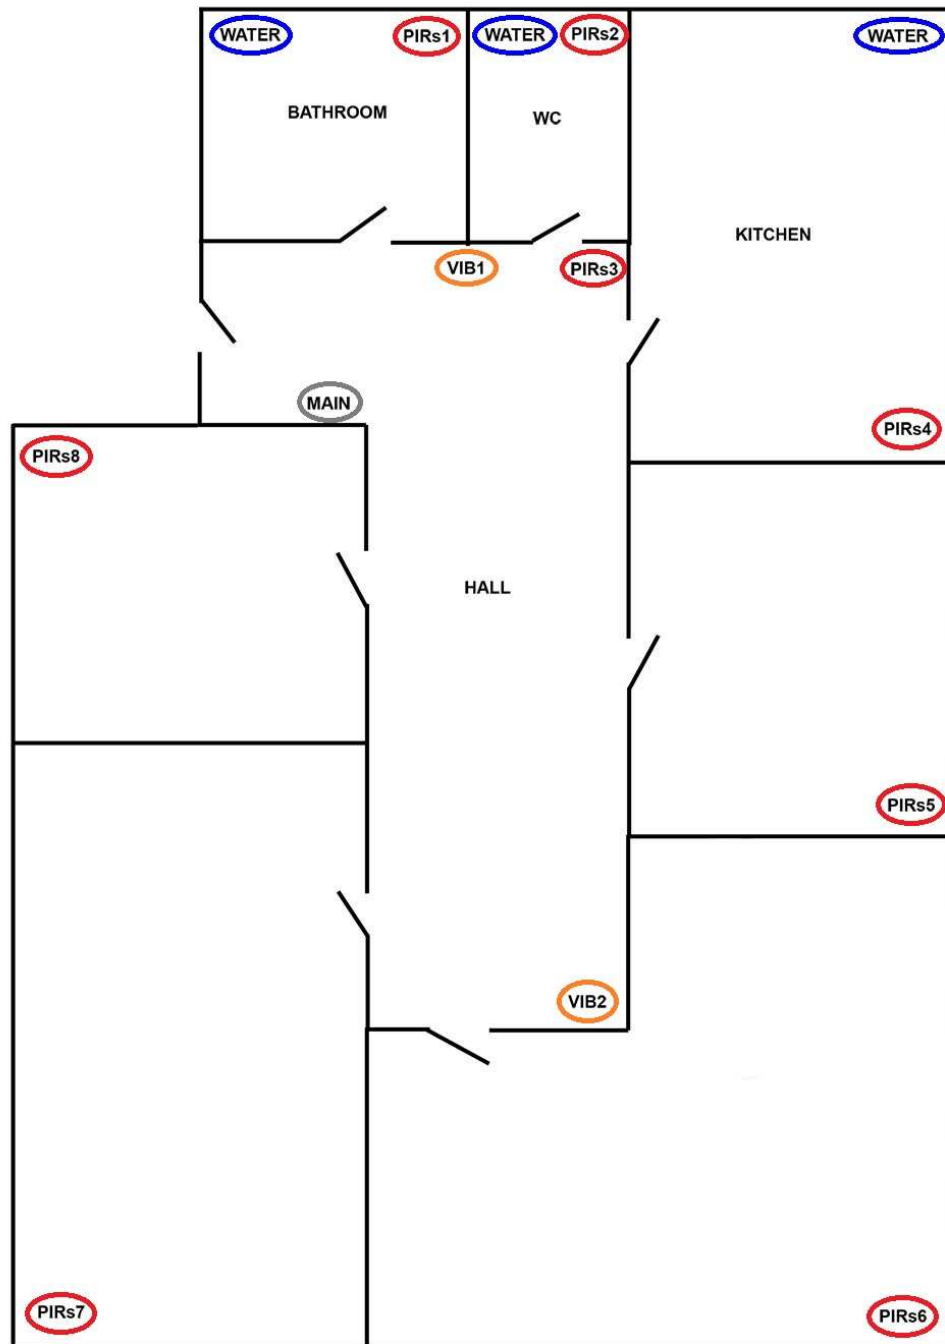 WATER
PIRs1
WATER
PIRs2
WATER
BATHROOM
WC
KITCHEN
VIB1
PIRs3
MAIN
PIRs4
PIRs8
HALL
PIRs5
VIB2
PIRs7
PIRs6